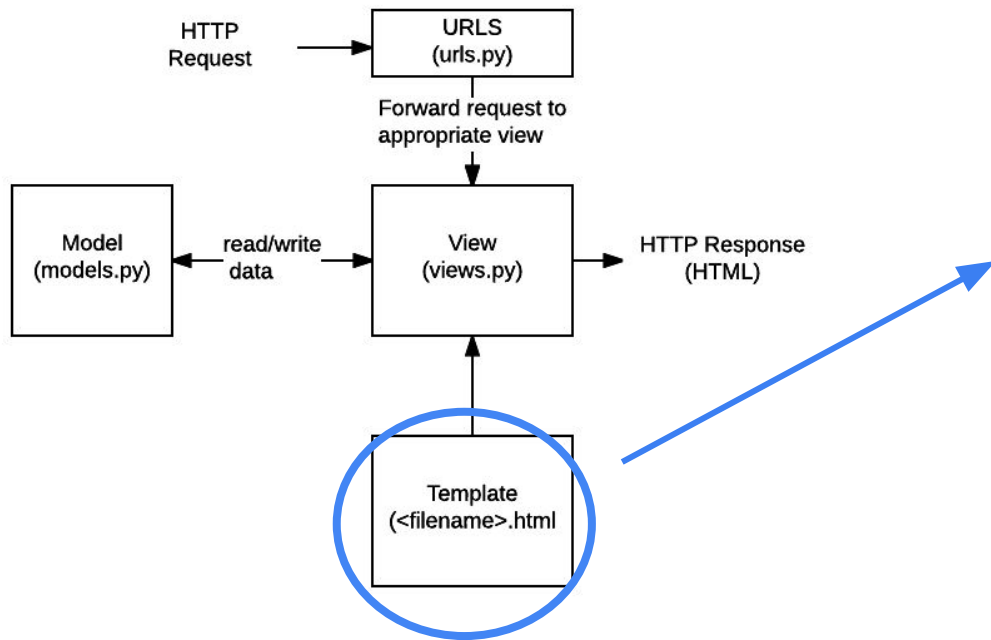 HTTP
Request
URLS
(urls.py)
Forward request to
appropriate view
Model
(models.py)
read/write
data
View
(views.py)
HTTP Response
(HTML)
Template
(<filename>.html